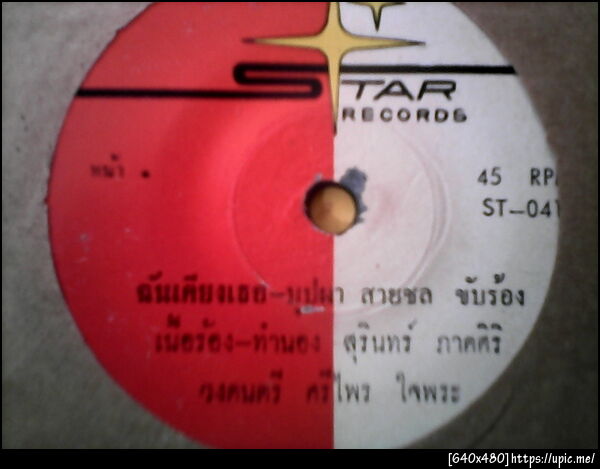 STAR
RECORDS
หน้า
45 RP
ST-041
ฉันเคียงเธอ-บุปผา สายชล ขับร้อง
เนื้อร้อง-ทำนอง สุรินทร์ ภาคศิริ
วงดนตรี ศรีไพร ใจพระ
[640x480]https://upic.me/